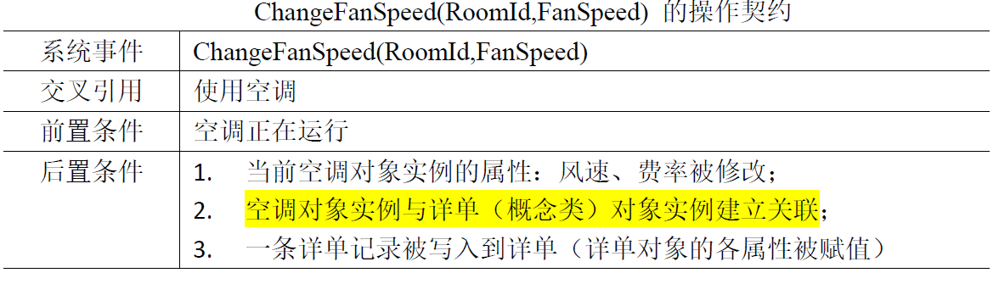 ChangeFanSpeed(RoomId,FanSpeed) 的操作契约
系统事件 ChangeFanSpeed(RoomId,FanSpeed)
交叉引用 使用空调
前置条件 空调正在运行
后置条件 1. 当前空调对象实例的属性：风速、费率被修改；
2. 空调对象实例与详单（概念类）对象实例建立关联；
3. 一条详单记录被写入到详单（详单对象的各属性被赋值）